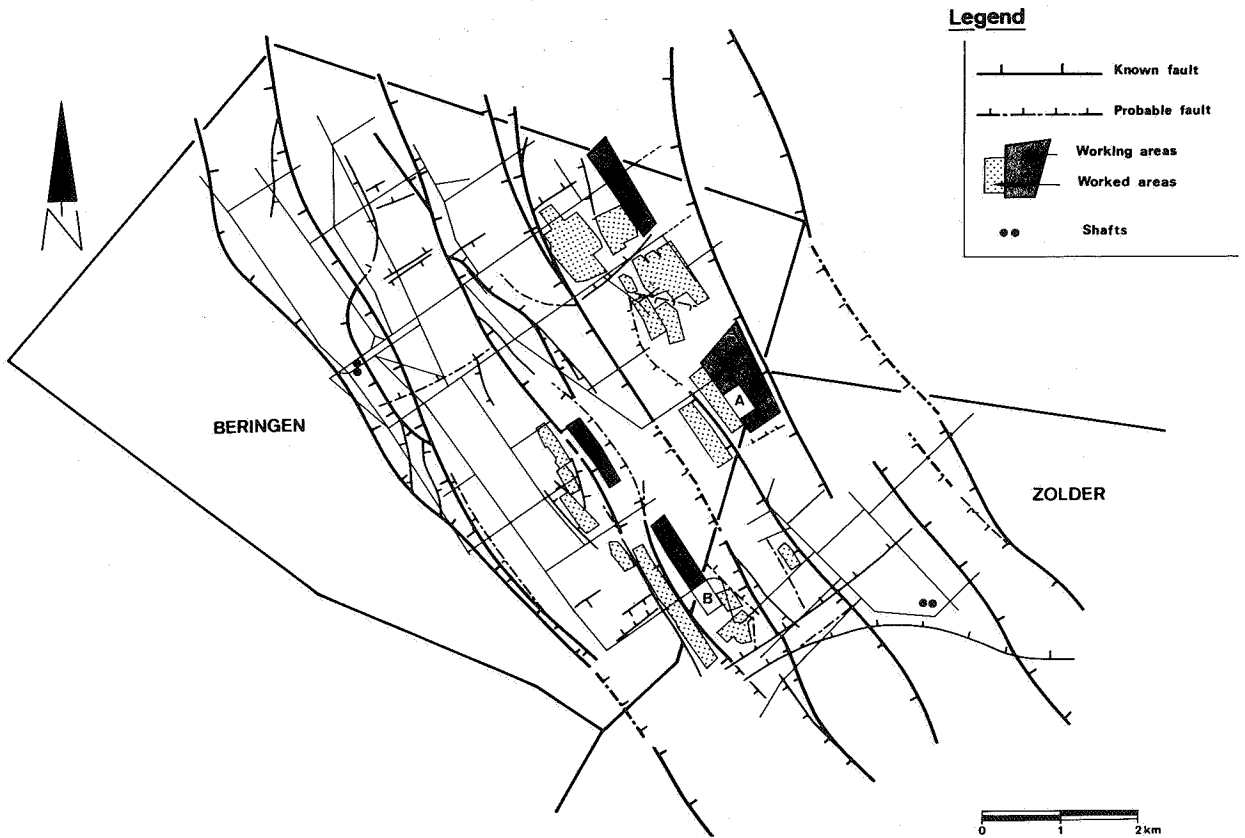 Legend
Known fault
Probable fault
Working areas
Worked areas
Shafts
N
BERINGEN
A
ZOLDER
B
0 1 2 km